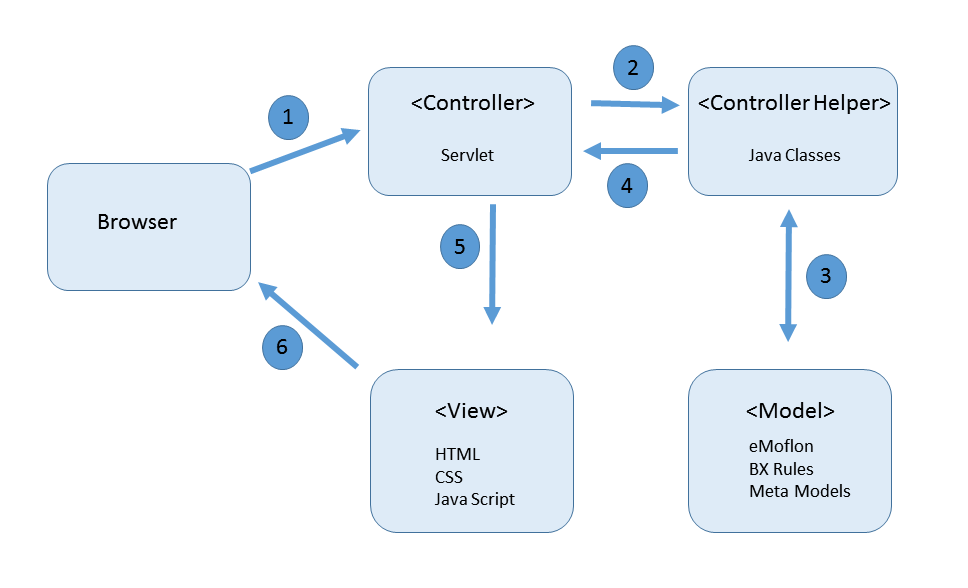 1
<Controller>
Servlet
2
<Controller Helper>
Java Classes
4
Browser
5
3
6
<View>
HTML
CSS
Java Script
<Model>
eMoflon
BX Rules
Meta Models